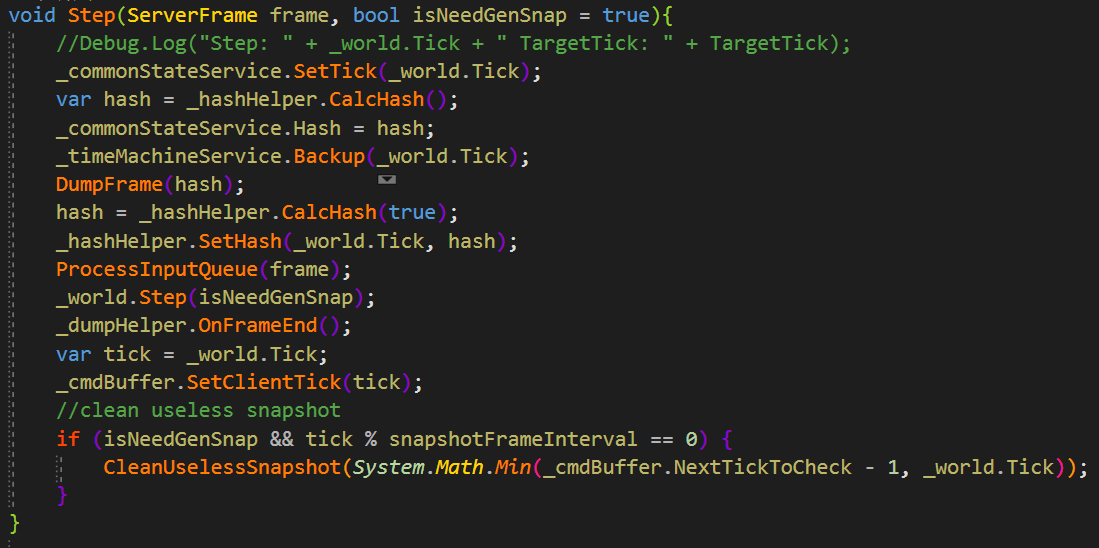 void Step(ServerFrame frame, bool isNeedGenSnap = true){
//Debug.Log("Step: " + _world.Tick + " TargetTick: " + TargetTick);
_commonStateService.SetTick(_world.Tick);
var hash = _hashHelper.CalcHash();
_commonStateService.Hash = hash;
_timeMachineService.Backup(_world.Tick);
DumpFrame(hash);
hash = _hashHelper.CalcHash(true);
_hashHelper.SetHash(_world.Tick, hash);
ProcessInputQueue(frame);
_world.Step(isNeedGenSnap);
_dumpHelper.OnFrameEnd();
var tick = _world.Tick;
_cmdBuffer.SetClientTick(tick);
//clean useless snapshot
if (isNeedGenSnap && tick % snapshotFrameInterval == 0) {
CleanUselessSnapshot(System.Math.Min(_cmdBuffer.NextTickToCheck - 1, _world.Tick));
}
}